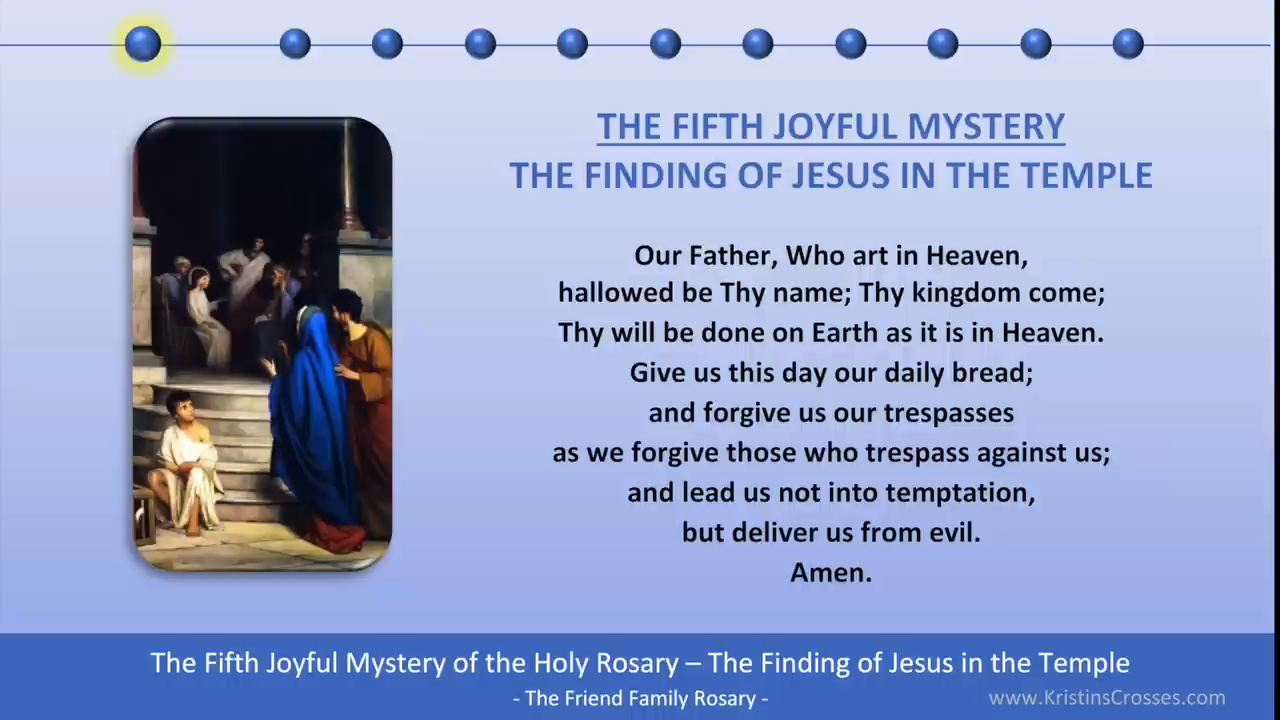 THE FIFTH JOYFUL MYSTERY
THE FINDING OF JESUS IN THE TEMPLE
Our Father, Who art in Heaven,
hallowed be Thy name; Thy kingdom come;
Thy will be done on Earth as it is in Heaven.
Give us this day our daily bread;
and forgive us our trespasses
as we forgive those who trespass against us;
and lead us not into temptation,
but deliver us from evil.
Amen.
The Fifth Joyful Mystery of the Holy Rosary – The Finding of Jesus in the Temple
- The Friend Family Rosary -
www.KristinsCrosses.com